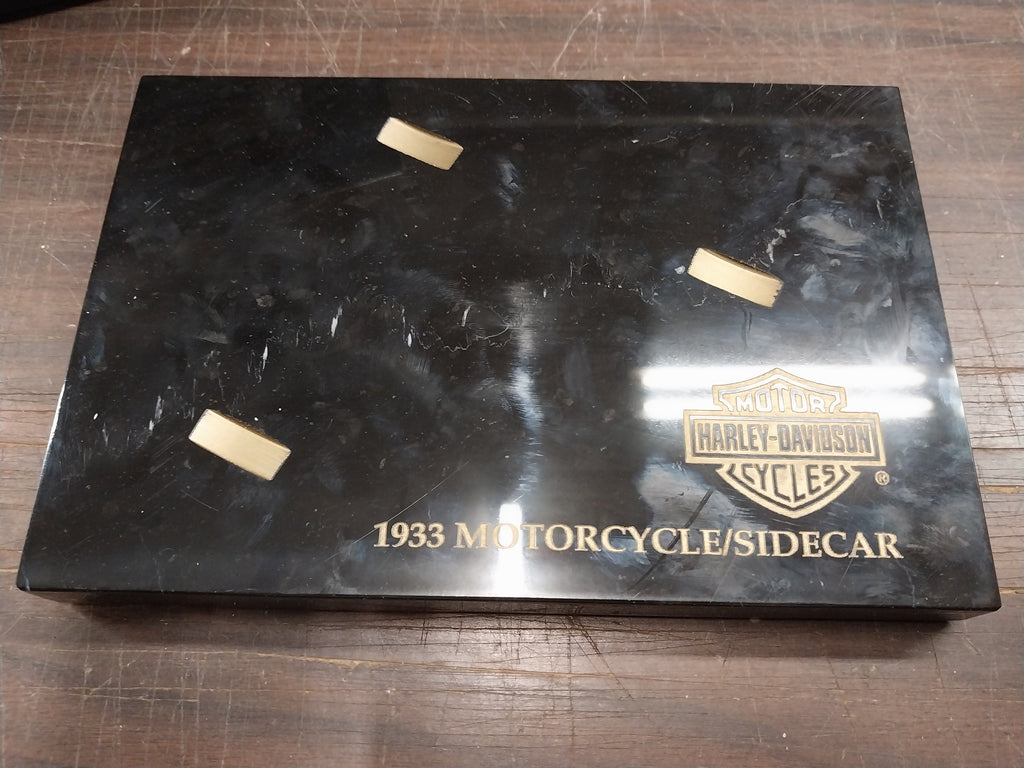 MOTOR
HARLEY-DAVIDSON
CYCLES
®
1933 MOTORCYCLE/SIDECAR